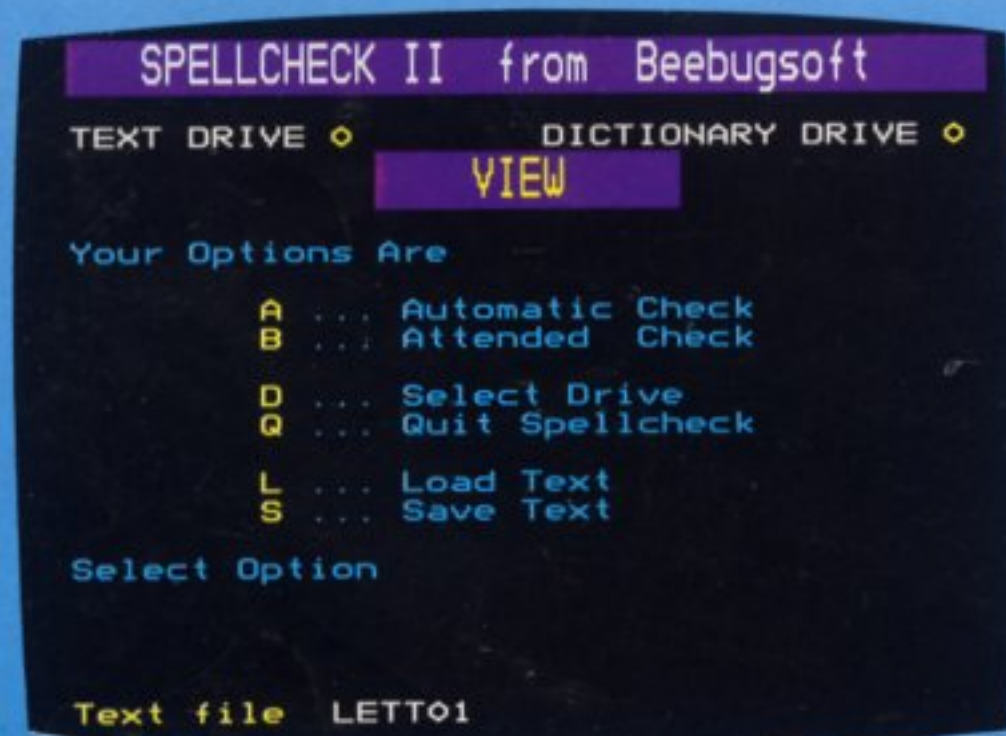 SPELLCHECK II from Beebugsoft
TEXT DRIVE 0 DICTIONARY DRIVE 0
VIEW
Your Options Are
A ... Automatic Check
B ... Attended Check
D ... Select Drive
Q ... Quit Spellcheck
L ... Load Text
S ... Save Text
Select Option
Text file LETT01